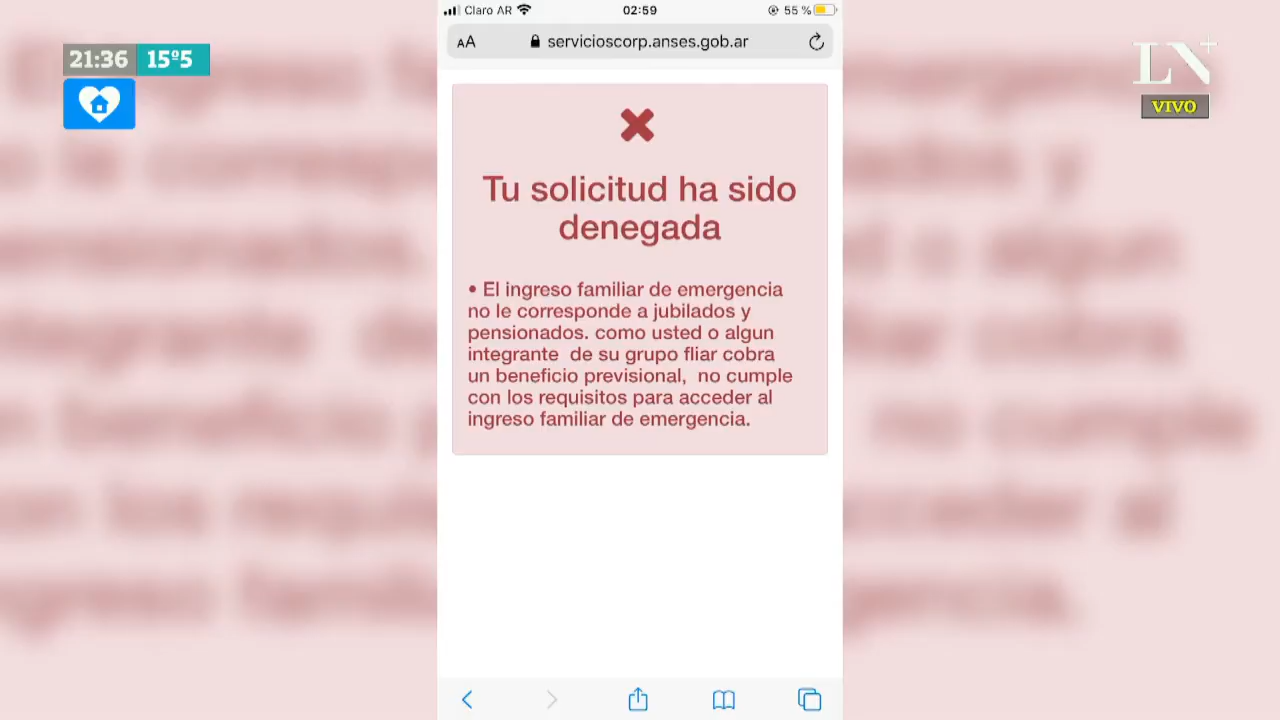 21:36 15º5
LN+
VIVO
Claro AR 02:59 55 %
AA servicioscorp.anses.gob.ar
Tu solicitud ha sido
denegada
• El ingreso familiar de emergencia
no le corresponde a jubilados y
pensionados. como usted o algun
integrante  de su grupo fliar cobra
un beneficio previsional,  no cumple
con los requisitos para acceder al
ingreso familiar de emergencia.